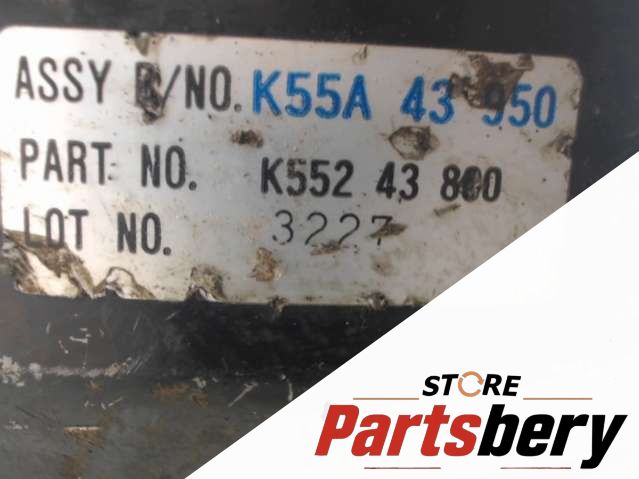 ASSY P/NO. K55A 43 950
PART NO. K552 43 800
LOT NO. 3227
STORE
Partsbery